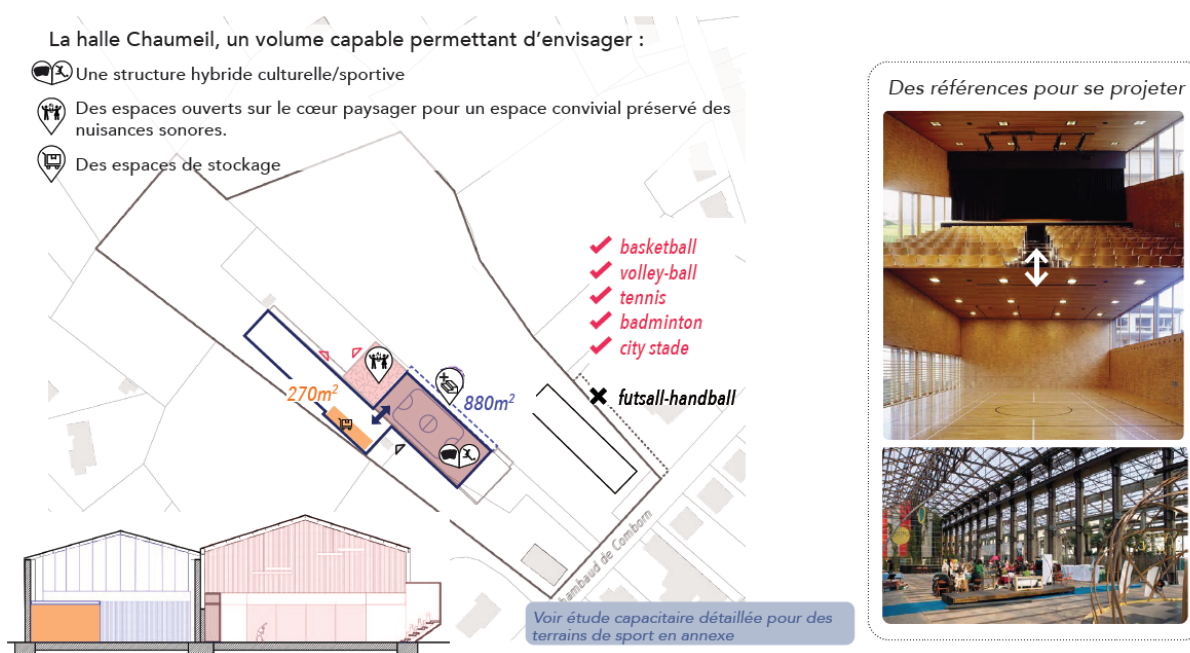 La halle Chaumeil, un volume capable permettant d'envisager :
Une structure hybride culturelle/sportive
Des espaces ouverts sur le cœur paysager pour un espace convivial préservé des
nuisances sonores.
Des espaces de stockage
basketball
volley-ball
tennis
badminton
city stade
futsall-handball
270m²
880m²
hambaud de Comborn
Voir étude capacitaire détaillée pour des
terrains de sport en annexe
Des références pour se projeter